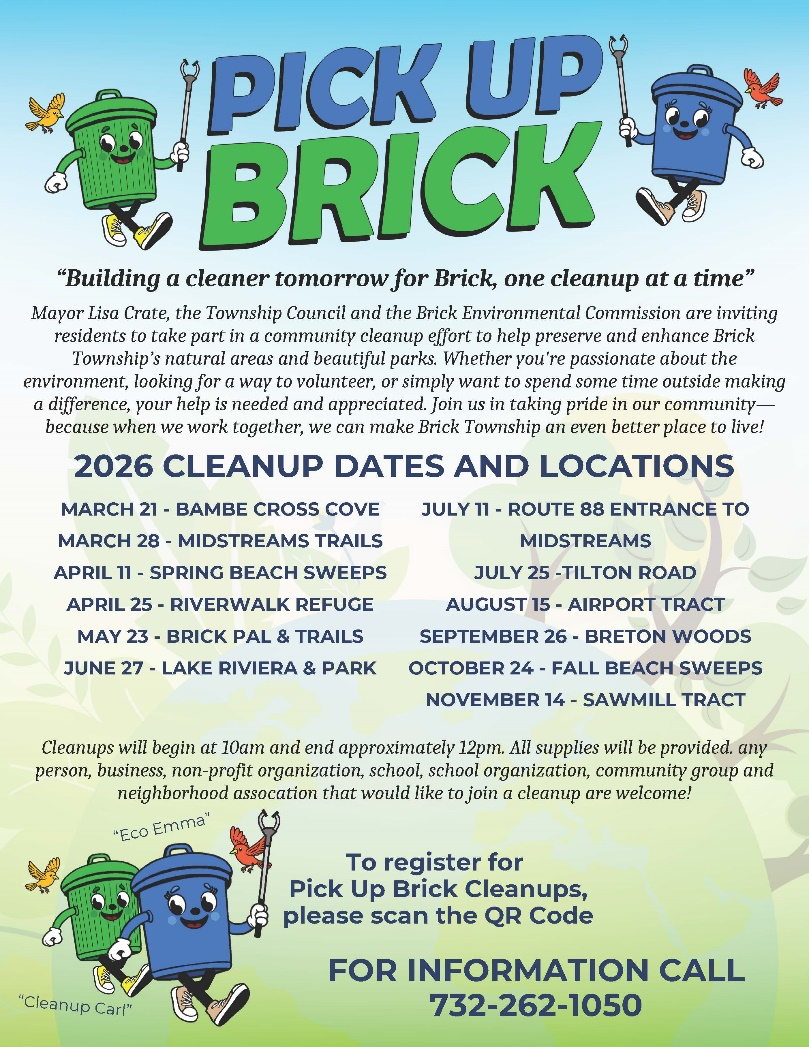 PICK UP
BRICK
“Building a cleaner tomorrow for Brick, one cleanup at a time”
Mayor Lisa Crate, the Township Council and the Brick Environmental Commission are inviting
residents to take part in a community cleanup effort to help preserve and enhance Brick
Township's natural areas and beautiful parks. Whether you're passionate about the
environment, looking for a way to volunteer, or simply want to spend some time outside making
a difference, your help is needed and appreciated. Join us in taking pride in our community—
because when we work together, we can make Brick Township an even better place to live!
2026 CLEANUP DATES AND LOCATIONS
MARCH 21 - BAMBE CROSS COVE
MARCH 28 - MIDSTREAMS TRAILS
APRIL 11 - SPRING BEACH SWEEPS
APRIL 25 - RIVERWALK REFUGE
MAY 23 - BRICK PAL & TRAILS
JUNE 27 - LAKE RIVIERA & PARK
JULY 11 - ROUTE 88 ENTRANCE TO
MIDSTREAMS
JULY 25 -TILTON ROAD
AUGUST 15 - AIRPORT TRACT
SEPTEMBER 26 - BRETON WOODS
OCTOBER 24 - FALL BEACH SWEEPS
NOVEMBER 14 - SAWMILL TRACT
Cleanups will begin at 10am and end approximately 12pm. All supplies will be provided. any
person, business, non-profit organization, school, school organization, community group and
neighborhood assocation that would like to join a cleanup are welcome!
“Eco Emma”
“Cleanup Carl”
To register for
Pick Up Brick Cleanups,
please scan the QR Code
FOR INFORMATION CALL
732-262-1050